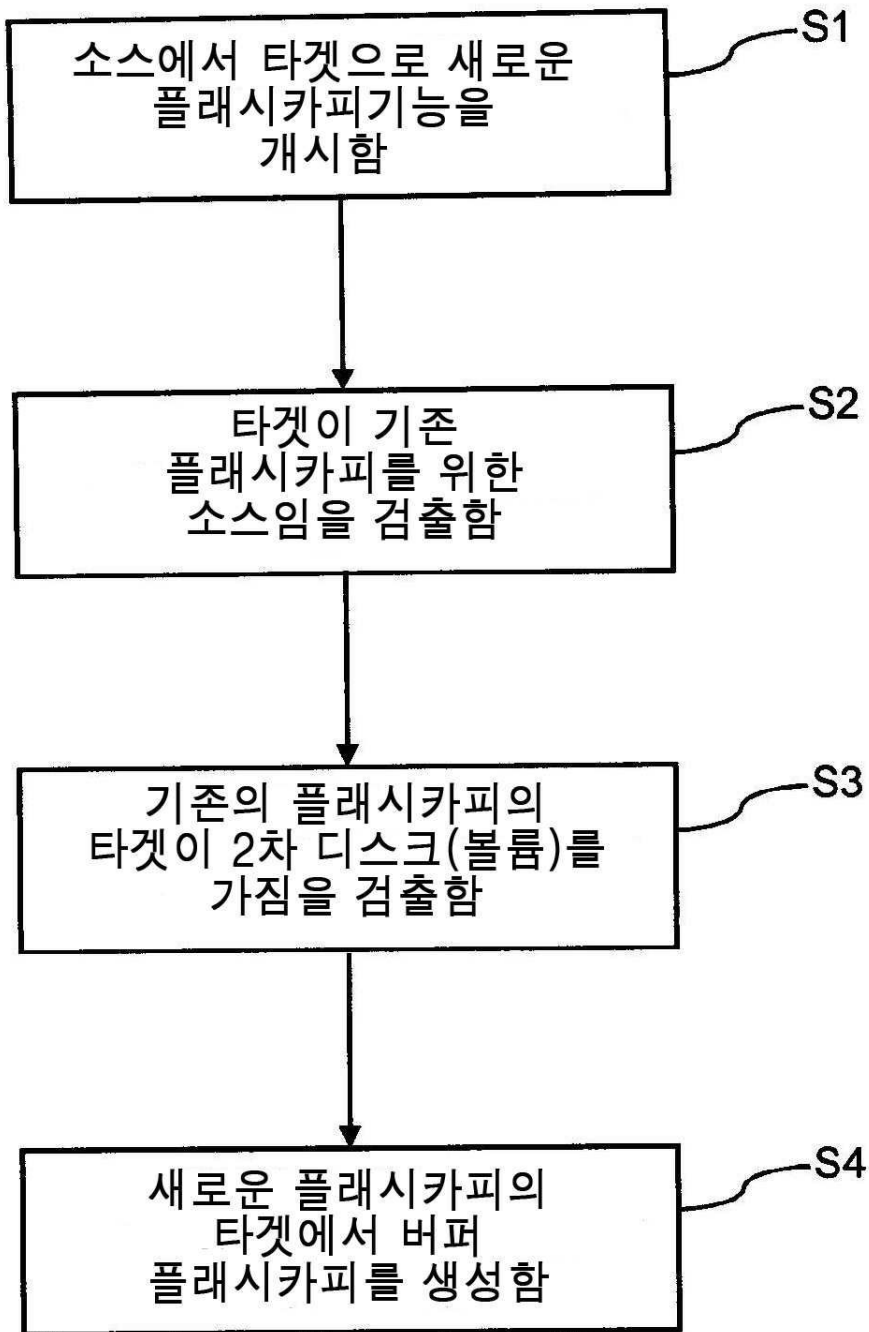 소스에서 타겟으로 새로운
플래시카피기능을
개시함
S1
타겟이 기존
플래시카피를 위한
소스임을 검출함
S2
기존의 플래시카피의
타겟이 2차 디스크(볼륨)를
가짐을 검출함
S3
새로운 플래시카피의
타겟에서 버퍼
플래시카피를 생성함
S4